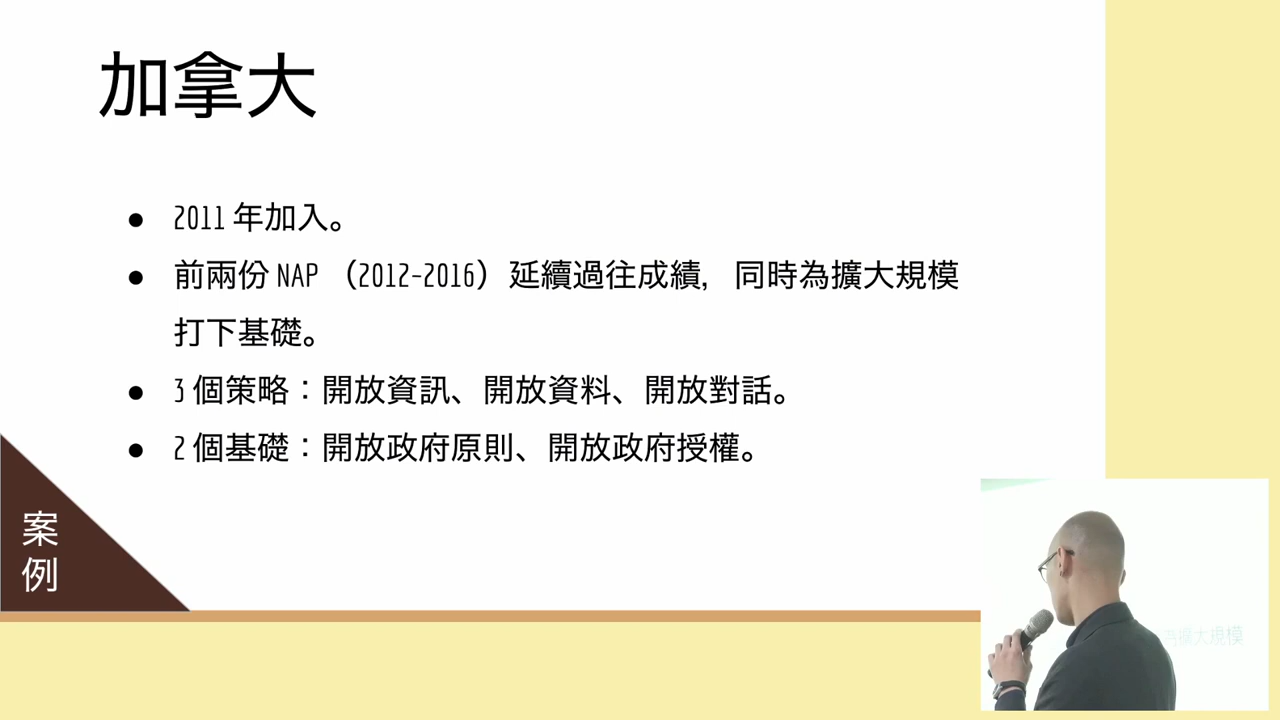 加拿大
● 2011 年加入。
● 前兩份 NAP （2012-2016）延續過往成績，同時為擴大規模
打下基礎。
● 3 個策略：開放資訊、開放資料、開放對話。
● 2 個基礎：開放政府原則、開放政府授權。
案
例
為擴大規模